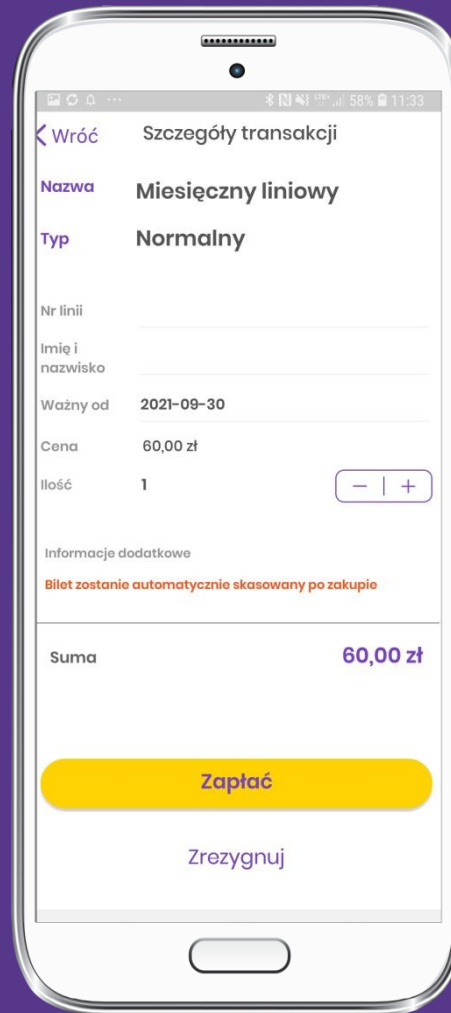 58% 11:33
Wróć Szczegóły transakcji
Nazwa Miesięczny liniowy
Typ Normalny
Nr linii
Imię i
nazwisko
Ważny od 2021-09-30
Cena 60,00 zł
Ilość 1 — | +
Informacje dodatkowe
Bilet zostanie automatycznie skasowany po zakupie
Suma 60,00 zł
Zapłać
Zrezygnuj